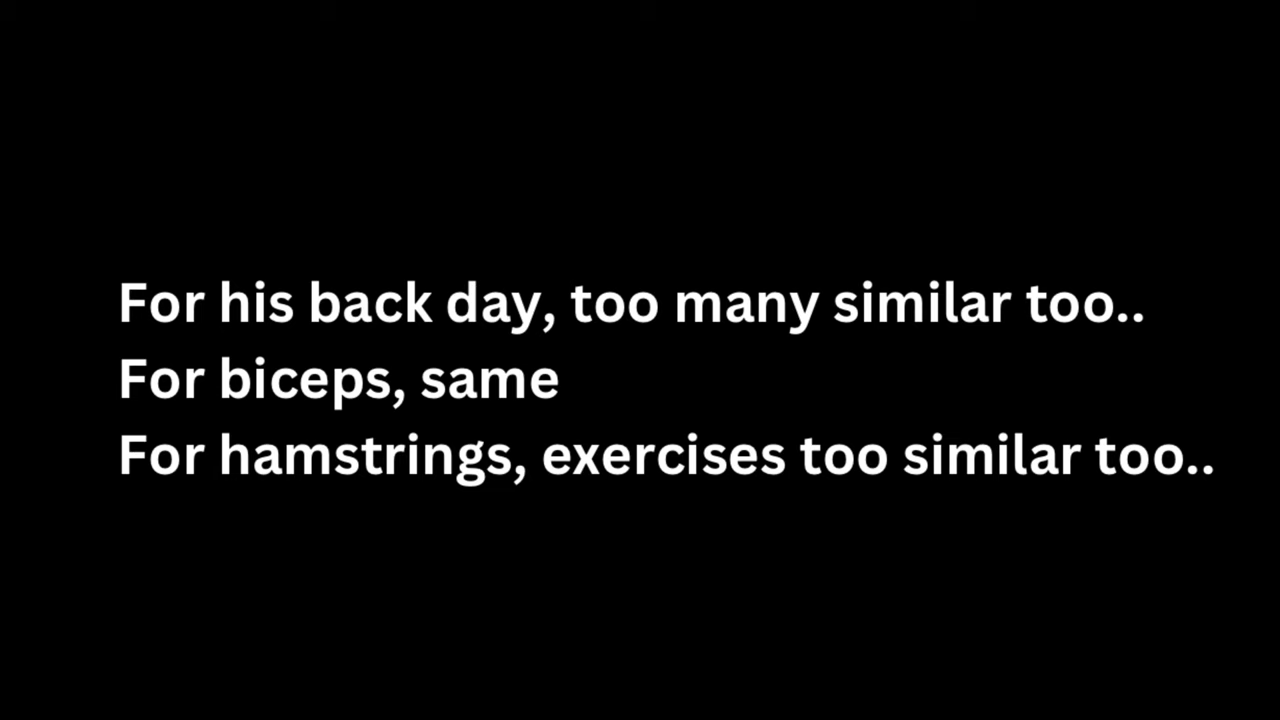 For his back day, too many similar too..
For biceps, same
For hamstrings, exercises too similar too..